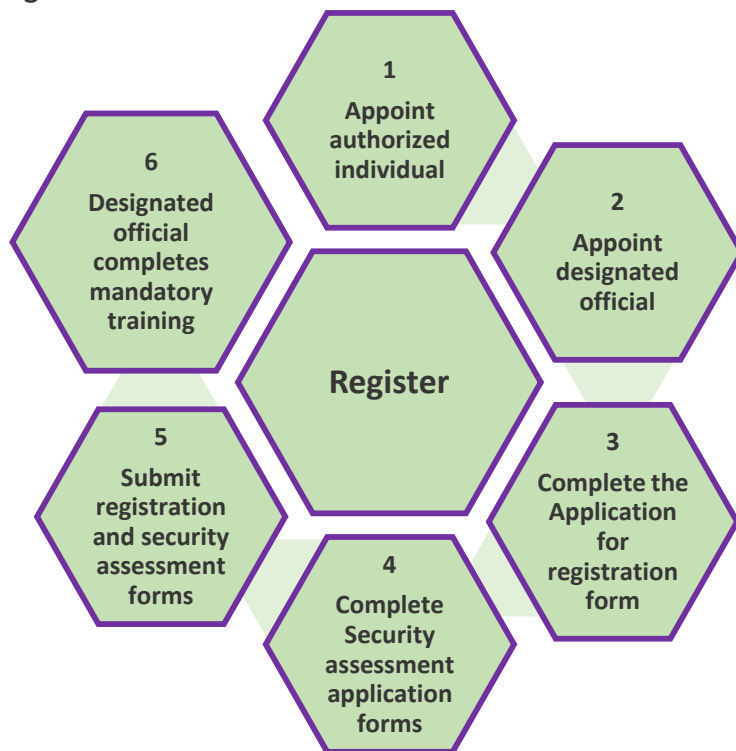 1
Appoint
authorized
individual
2
Appoint
designated
official
3
Complete the
Application
for
registration
form
4
Complete
Security
assessment
application
forms
5
Submit
registration
and security
assessment
forms
6
Designated
official
completes
mandatory
training
Register